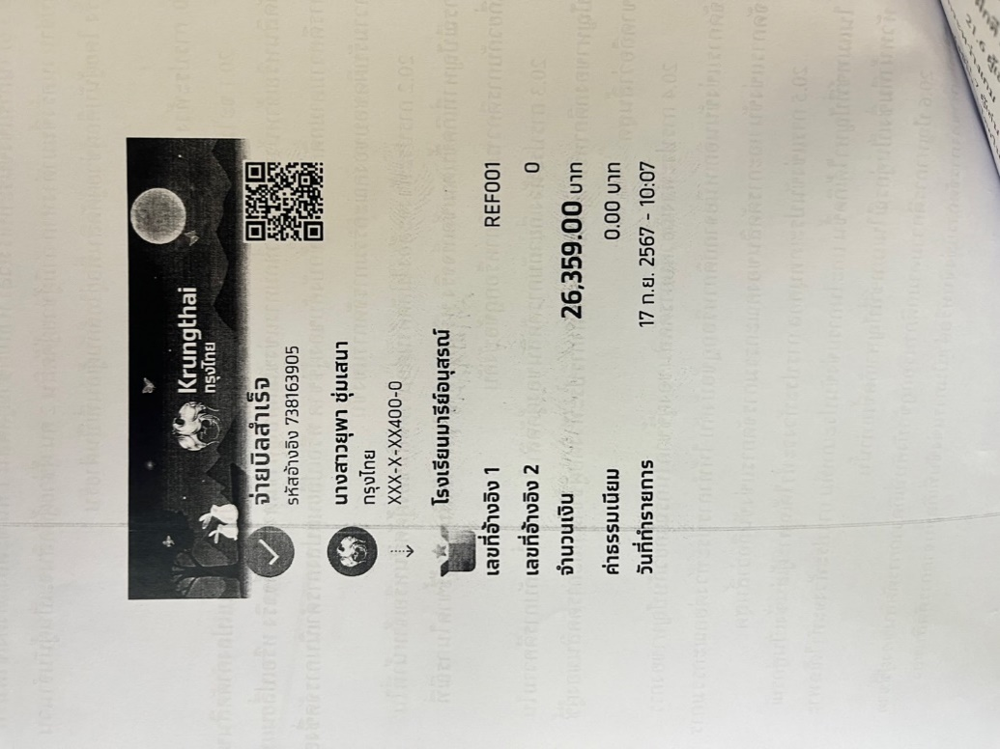 Krungthai
กรุงไทย
จ่ายบิลสำเร็จ
รหัสอ้างอิง 738163905
นางสาวยุพา ชุ่มเสนา
กรุงไทย
XXX-X-XX400-0
โรงเรียนมารีย์อนุสรณ์
เลขที่อ้างอิง 1 REF001
เลขที่อ้างอิง 2 0
จำนวนเงิน 26,359.00 บาท
ค่าธรรมเนียม 0.00 บาท
วันที่ทำรายการ 17 ก.ย. 2567 - 10:07